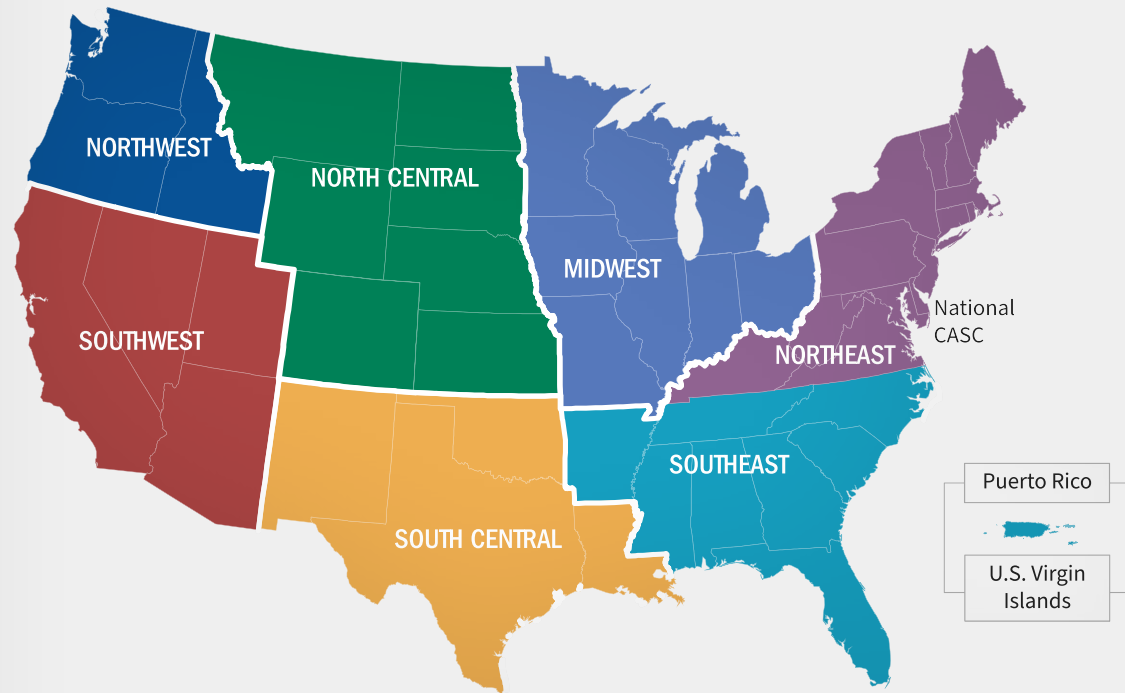 NORTHWEST
NORTH CENTRAL
MIDWEST
National
CASC
SOUTHWEST
NORTHEAST
SOUTHEAST
SOUTH CENTRAL
Puerto Rico
U.S. Virgin
Islands